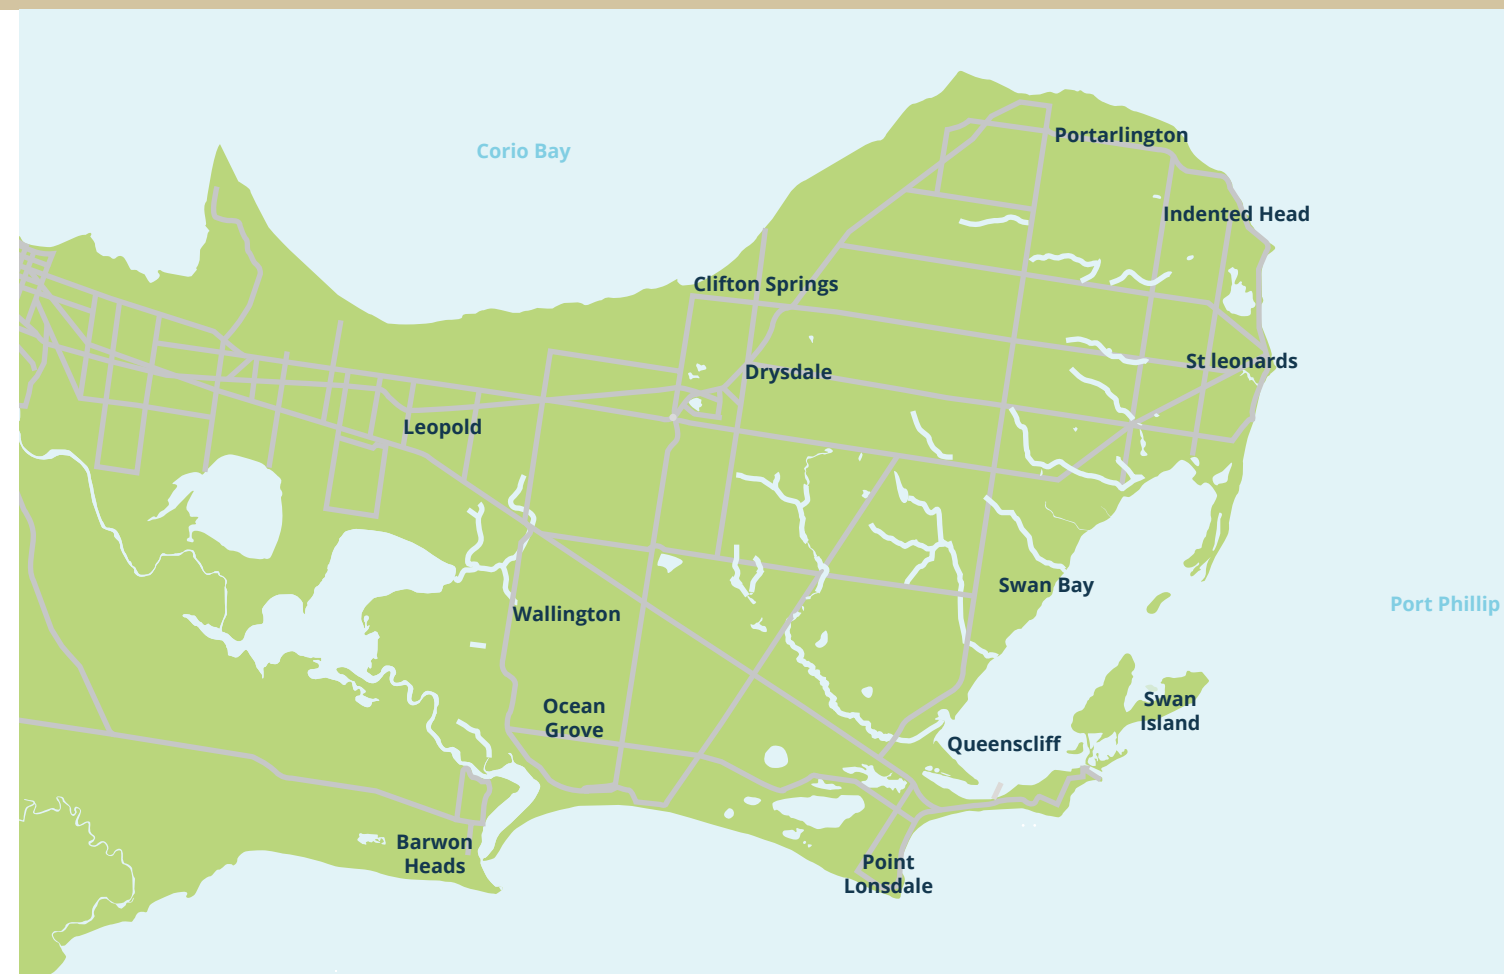 Portarlington
Corio Bay
Indented Head
Clifton Springs
St leonards
Drysdale
Leopold
Swan Bay
Port Phillip
Wallington
Swan
Island
Ocean
Grove
Queenscliff
Barwon
Heads
Point
Lonsdale